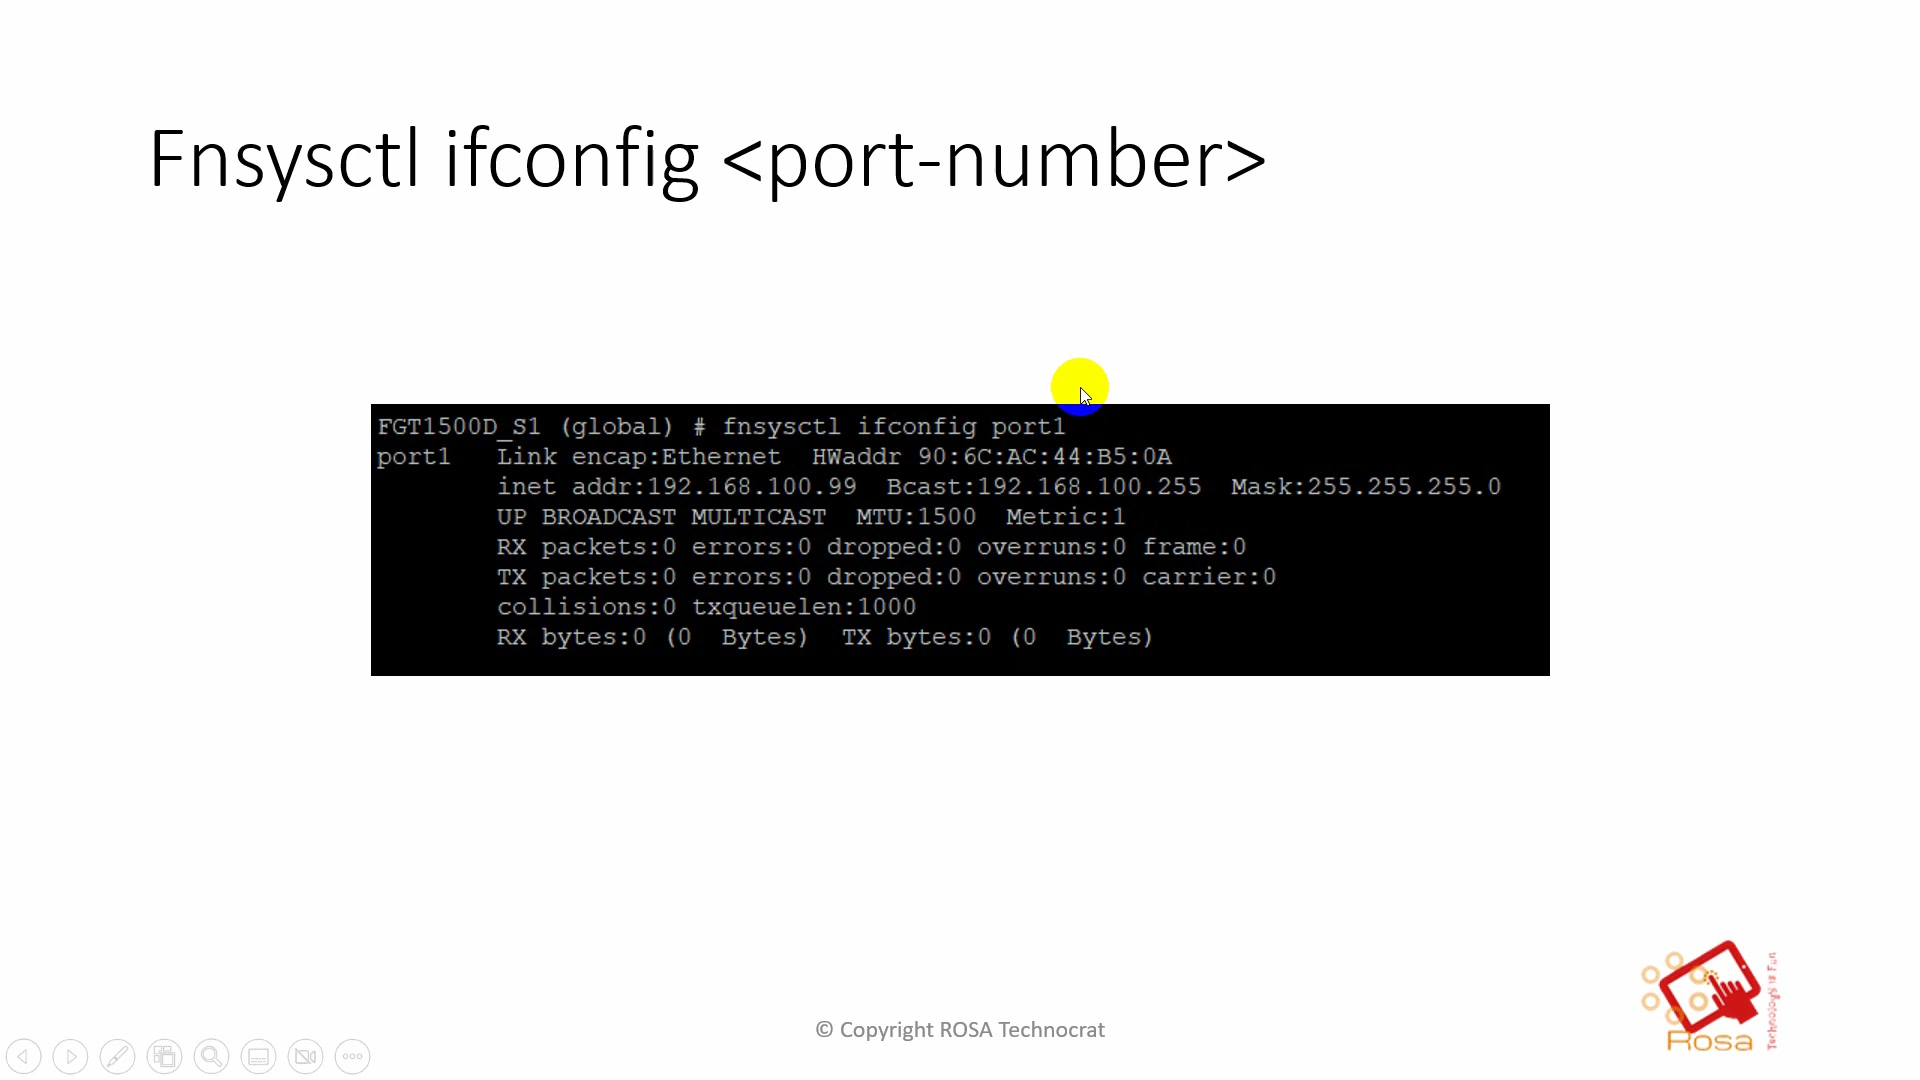 Fnsysctl ifconfig <port-number>
FGT1500D_S1 (global) # fnsysctl ifconfig port1
port1 Link encap:Ethernet HWaddr 90:6C:AC:44:B5:0A
inet addr:192.168.100.99 Bcast:192.168.100.255 Mask:255.255.255.0
UP BROADCAST MULTICAST MTU:1500 Metric:1
RX packets:0 errors:0 dropped:0 overruns:0 frame:0
TX packets:0 errors:0 dropped:0 overruns:0 carrier:0
collisions:0 txqueuelen:1000
RX bytes:0 (0 Bytes) TX bytes:0 (0 Bytes)
© Copyright ROSA Technocrat
Rosa
Technology is Fun